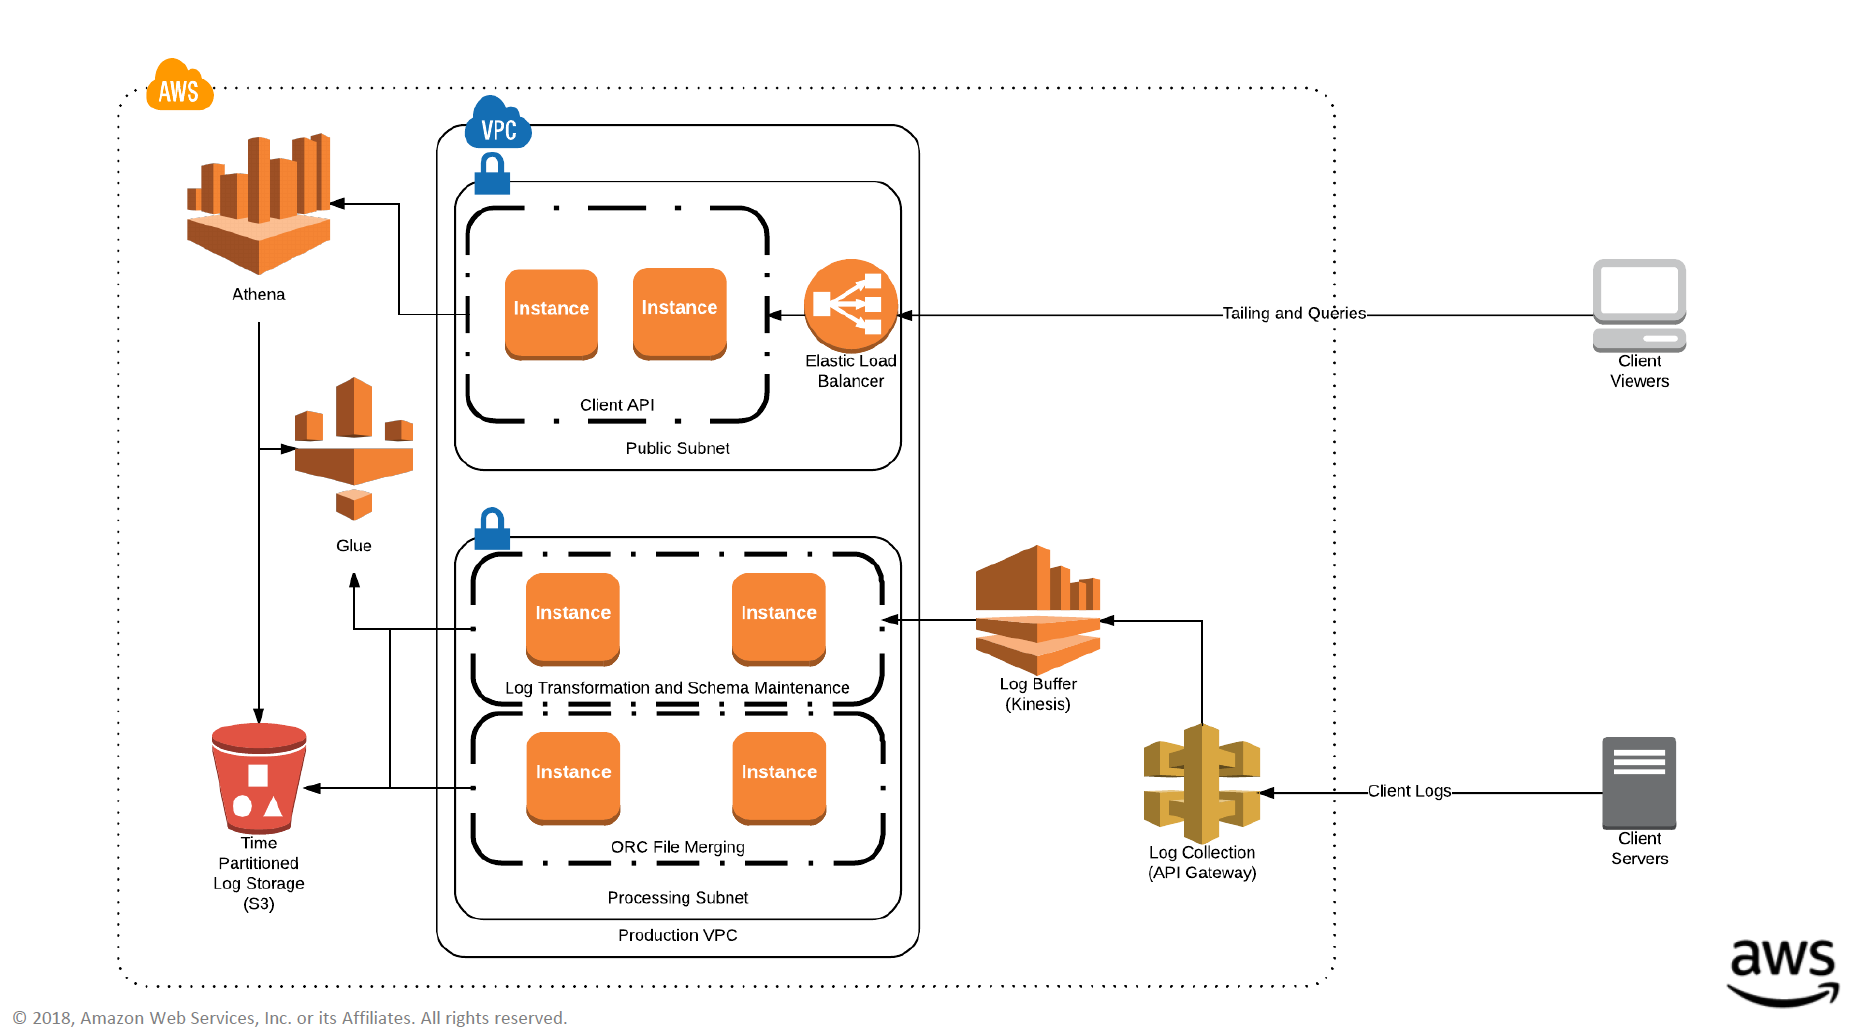 AWS
VPC
Athena
Instance
Instance
Client API
Public Subnet
Elastic Load
Balancer
Tailing and Queries
Client
Viewers
Glue
Instance
Instance
Log Transformation and Schema Maintenance
Instance
Instance
ORC File Merging
Processing Subnet
Production VPC
Log Buffer
(Kinesis)
Log Collection
(API Gateway)
Client Logs
Client
Servers
Time
Partitioned
Log Storage
(S3)
aws
© 2018, Amazon Web Services, Inc. or its Affiliates. All rights reserved.